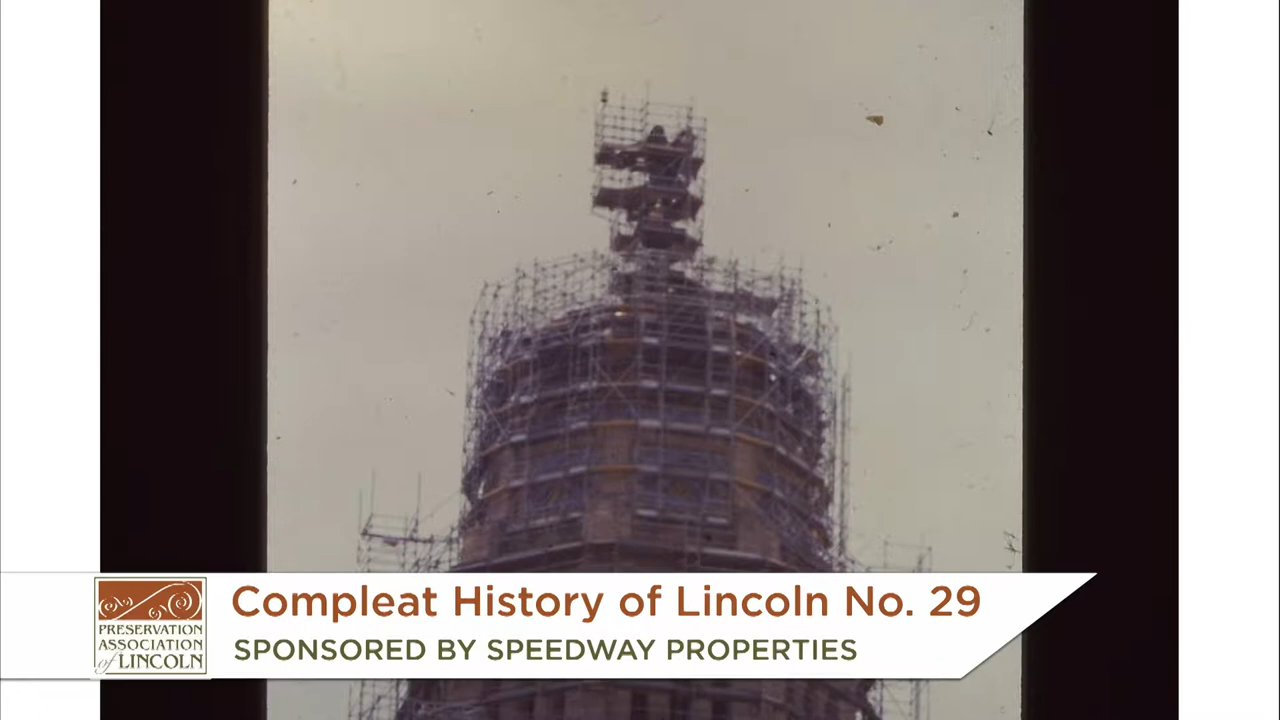 Compleat History of Lincoln No. 29
SPONSORED BY SPEEDWAY PROPERTIES
PRESERVATION
ASSOCIATION
of LINCOLN